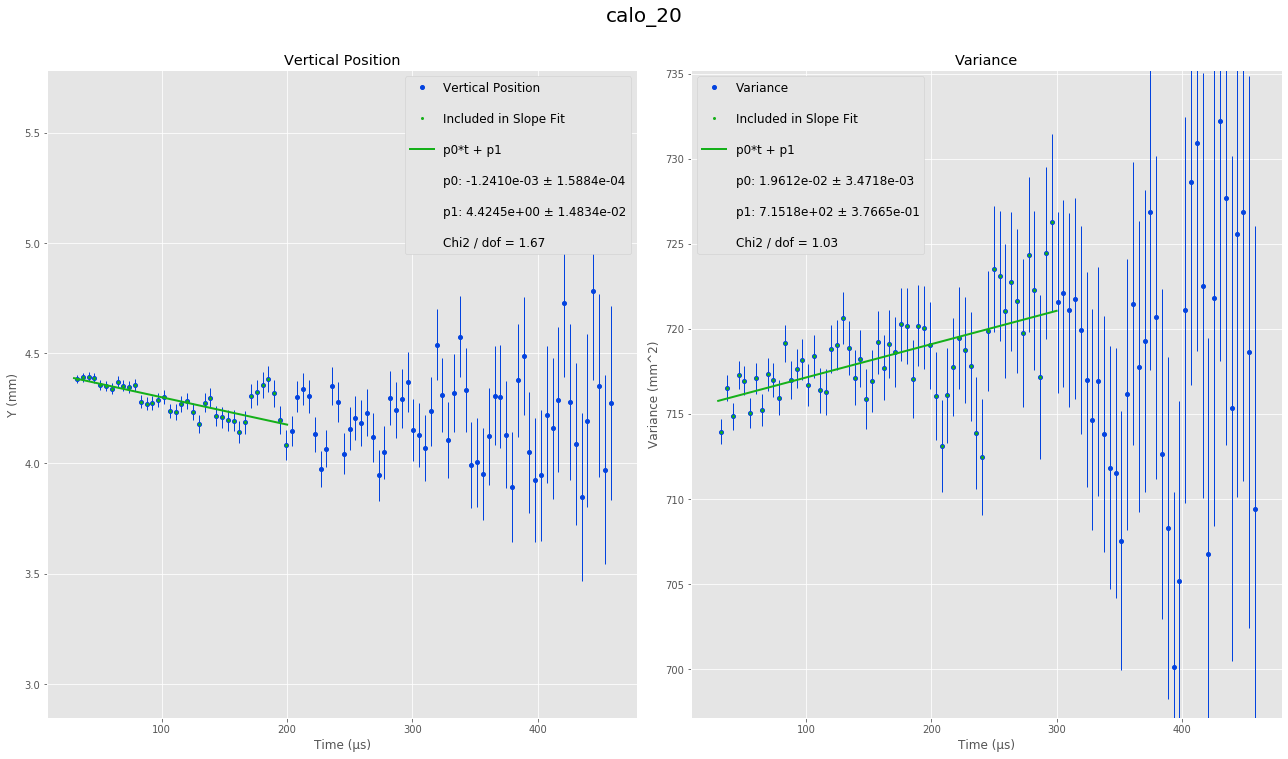 calo_20
Vertical Position
Vertical Position
Included in Slope Fit
p0*t + p1
p0: -1.2410e-03 ± 1.5884e-04
p1: 4.4245e+00 ± 1.4834e-02
Chi2 / dof = 1.67
5.5
5.0
4.5
4.0
3.5
3.0
Y (mm)
100
200
300
400
Time (μs)
Variance
Variance
Included in Slope Fit
p0*t + p1
p0: 1.9612e-02 ± 3.4718e-03
p1: 7.1518e+02 ± 3.7665e-01
Chi2 / dof = 1.03
735
730
725
720
715
710
705
700
Variance (mm^2)
100
200
300
400
Time (μs)